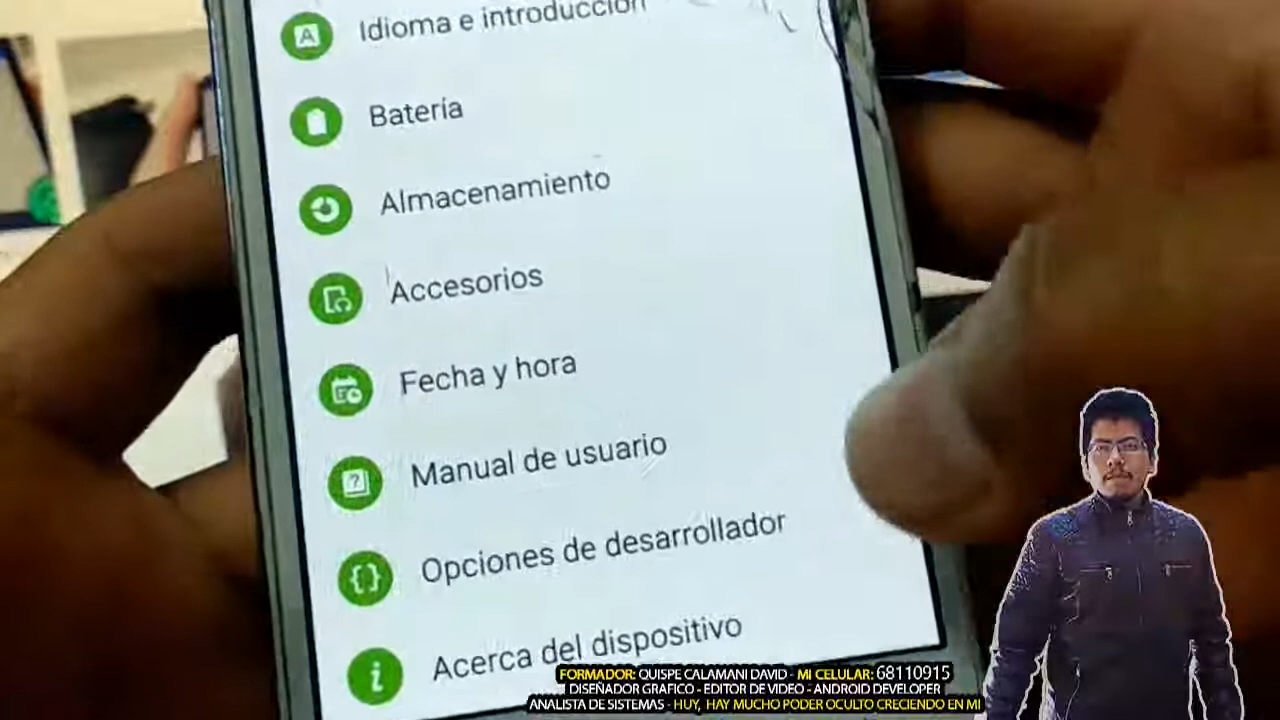 Idioma e introducción
Batería
Almacenamiento
Accesorios
Fecha y hora
Manual de usuario
Opciones de desarrollador
Acerca del dispositivo
FORMADOR: QUISPE CALAMANI DAVID - MI CELULAR: 68110915
DISEÑADOR GRAFICO - EDITOR DE VIDEO - ANDROID DEVELOPER
ANALISTA DE SISTEMAS - HUY, HAY MUCHO PODER OCULTO CRECIENDO EN MI